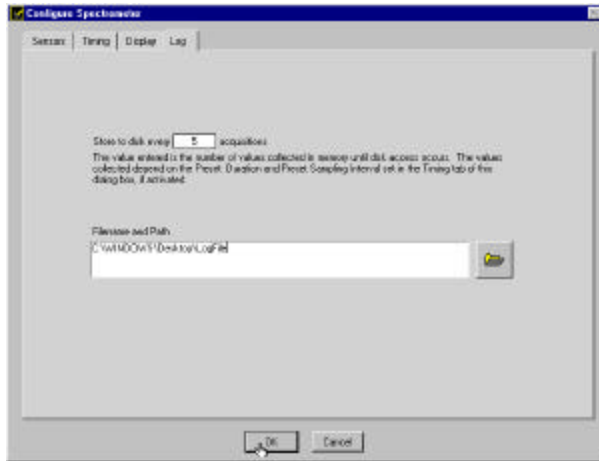 Configure Spectrometer
Sensors Timing Display Log
Store to disk every 5 acquisitions
The value entered is the number of values collected in memory until disk access occurs. The values
collected depend on the Preset Duration and Preset Sampling Interval set in the Timing tab of this
dialog box, if activated.
Filename and Path
C:\WINDOWS\Desktop\LogFile
OK Cancel